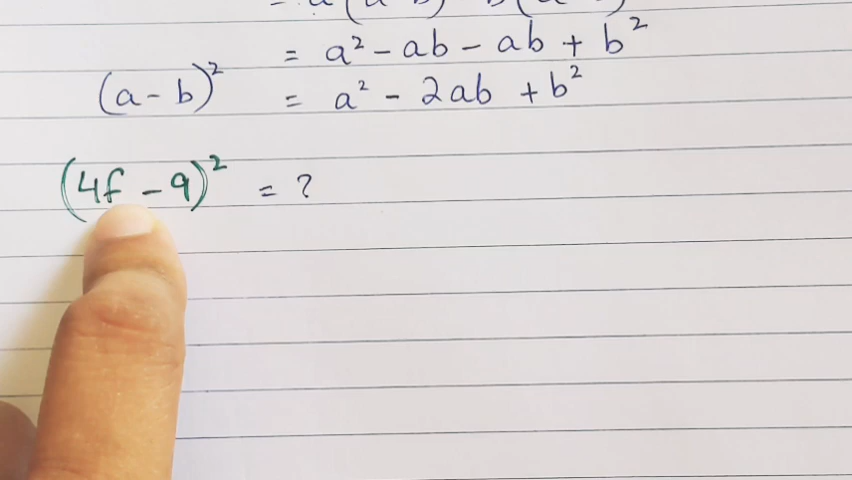 = a² - ab - ab + b²
(a - b)² = a² - 2ab + b²
(4f - 9)² = ?